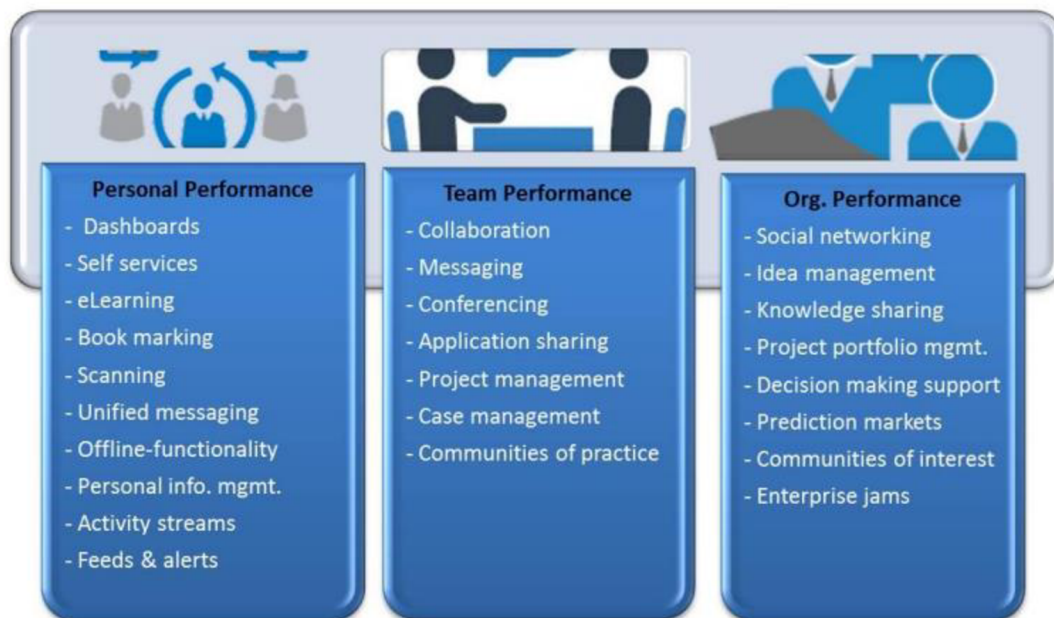 Personal Performance
- Dashboards
- Self services
- eLearning
- Book marking
- Scanning
- Unified messaging
- Offline-functionality
- Personal info. mgmt.
- Activity streams
- Feeds & alerts
Team Performance
- Collaboration
- Messaging
- Conferencing
- Application sharing
- Project management
- Case management
- Communities of practice
Org. Performance
- Social networking
- Idea management
- Knowledge sharing
- Project portfolio mgmt.
- Decision making support
- Prediction markets
- Communities of interest
- Enterprise jams